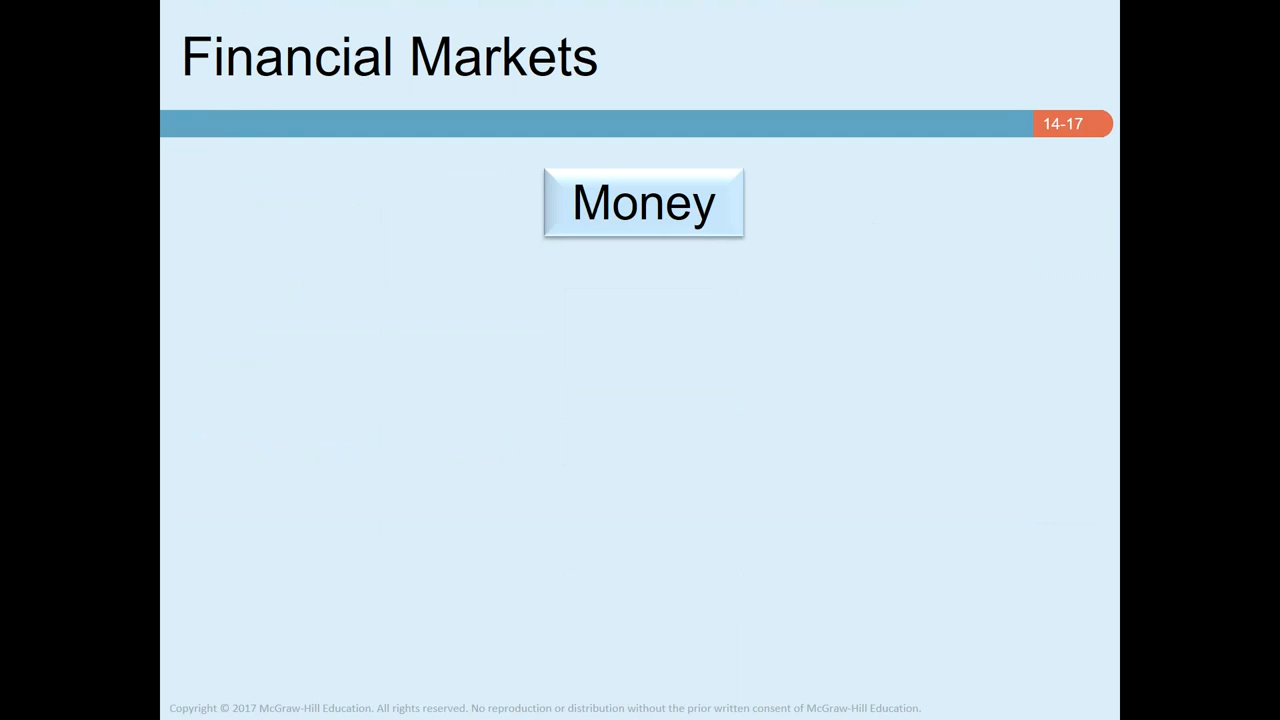 Financial Markets
14-17
Money
Copyright © 2017 McGraw-Hill Education. All rights reserved. No reproduction or distribution without the prior written consent of McGraw-Hill Education.